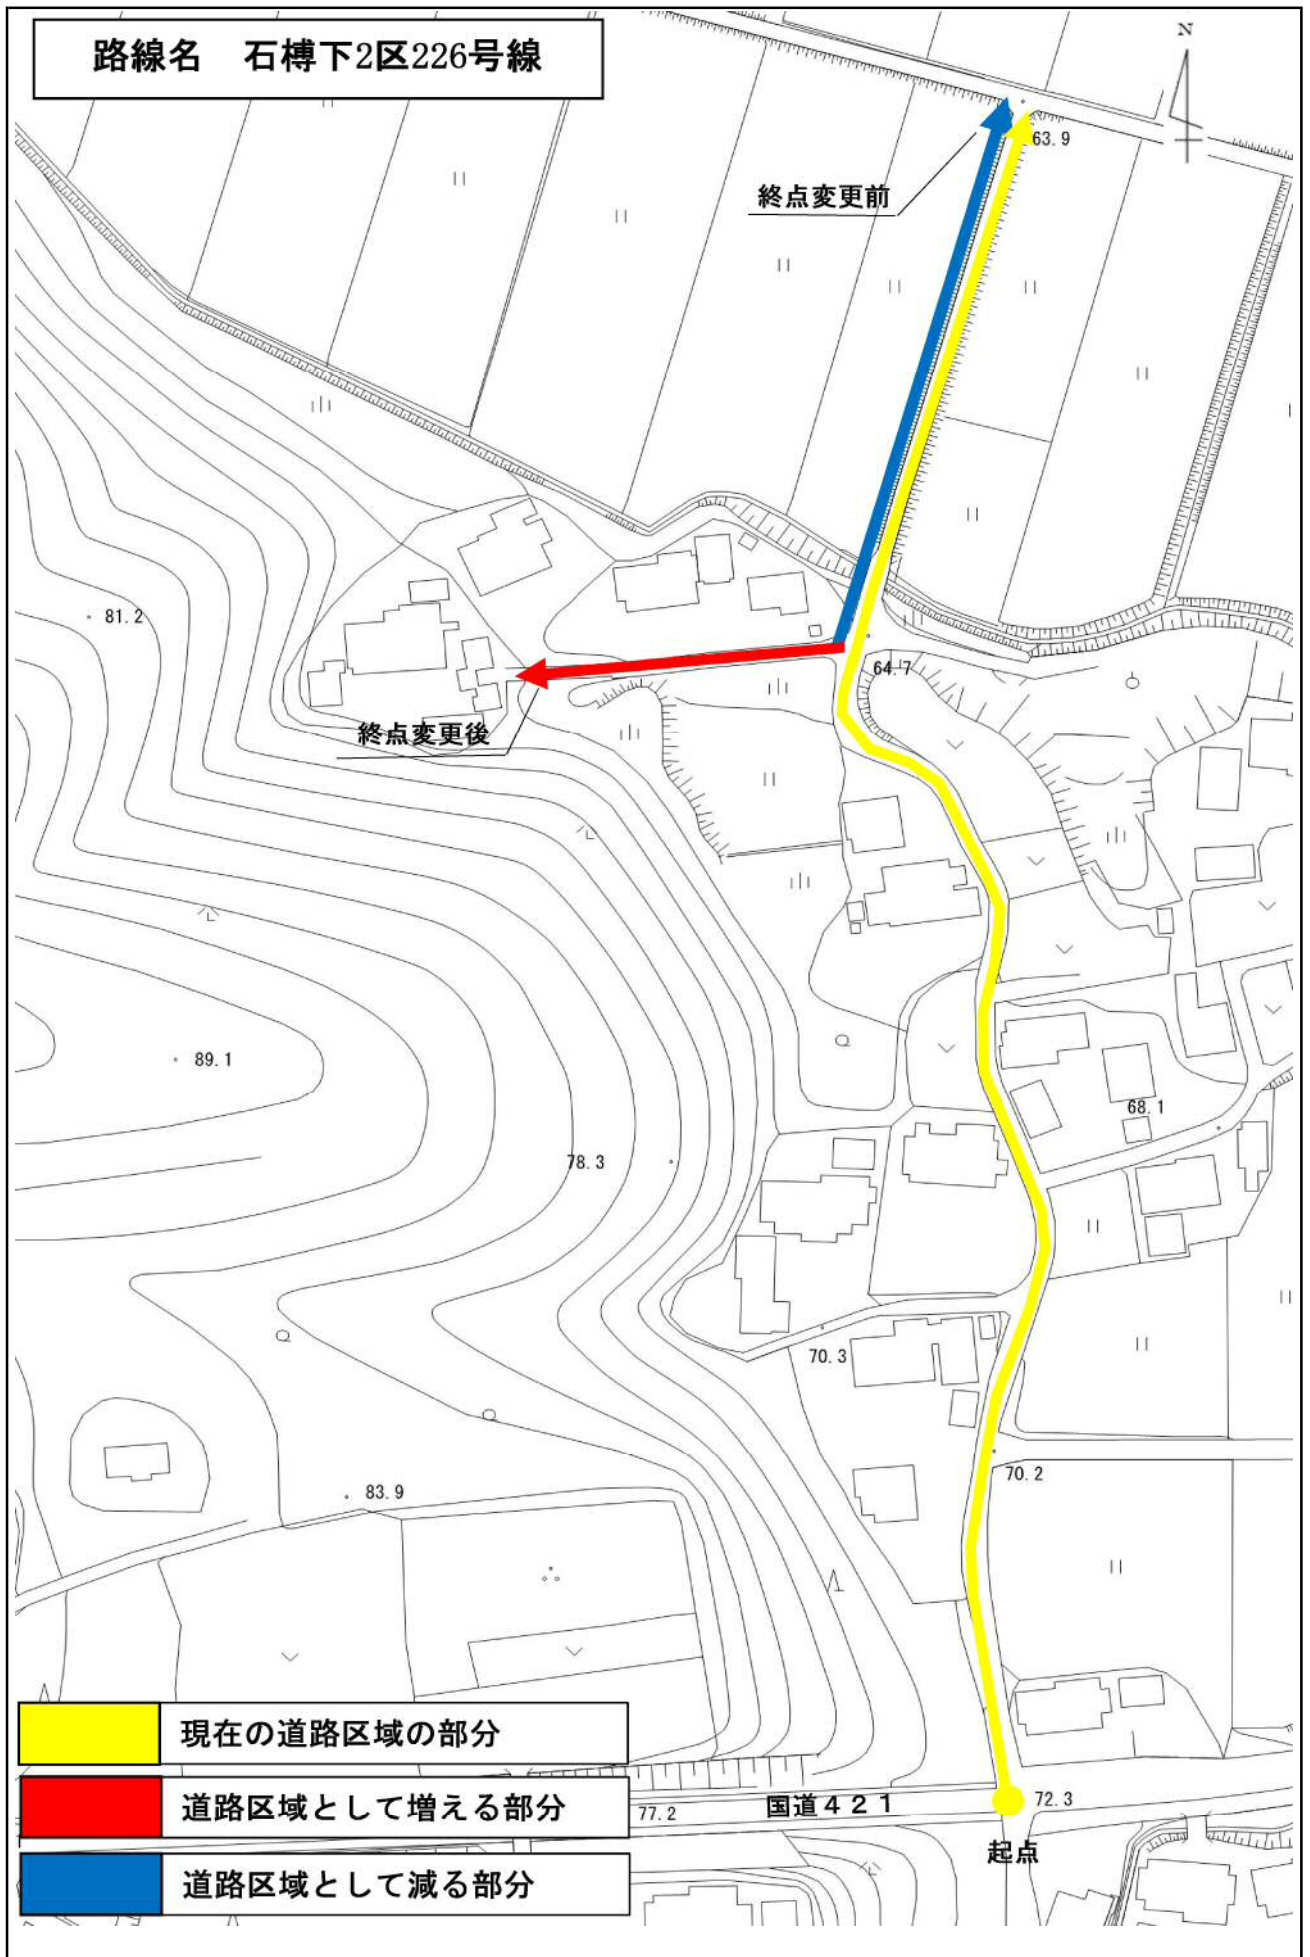 路線名　石榑下2区226号線
N
63.9
終点変更前
81.2
64.7
終点変更後
89.1
68.1
78.3
70.3
70.2
83.9
現在の道路区域の部分
道路区域として増える部分
77.2
国道421
72.3
起点
道路区域として減る部分